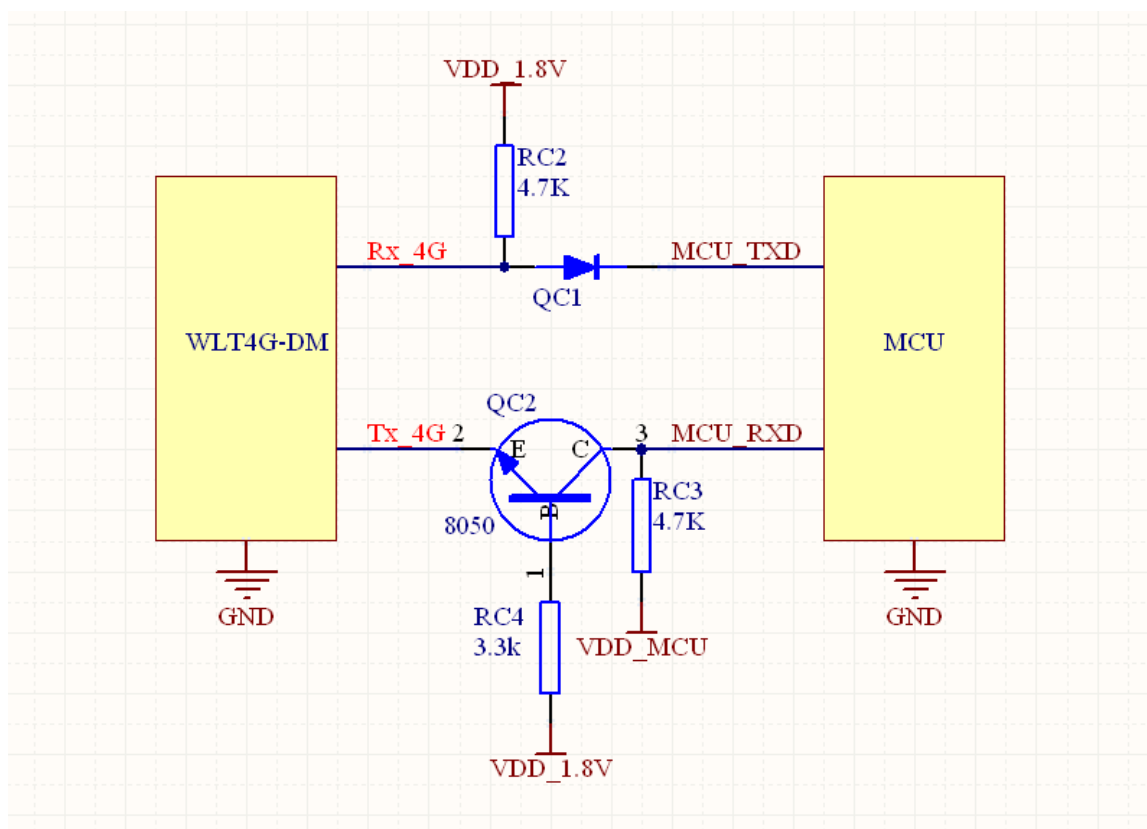 VDD_1.8V
RC2
4.7K
Rx_4G
MCU_TXD
QC1
WLT4G-DM
MCU
QC2
Tx_4G 2
E
C
3
MCU_RXD
RC3
4.7K
8050
B
1
GND
GND
RC4
3.3k
VDD_MCU
VDD_1.8V